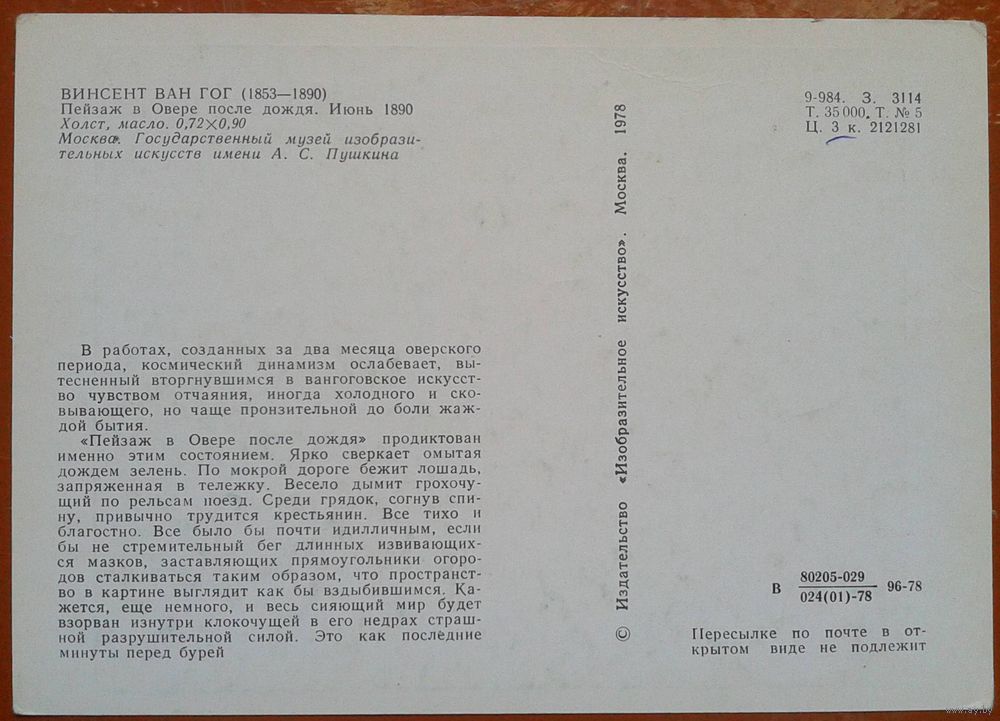 ВИНСЕНТ ВАН ГОГ (1853—1890)
Пейзаж в Овере после дождя. Июнь 1890
Холст, масло. 0,72×0,90
Москва. Государственный музей изобрази-
тельных искусств имени А. С. Пушкина
В работах, созданных за два месяца оверского
периода, космический динамизм ослабевает, вы-
тесненный вторгнувшимся в вангоговское искусст-
во чувством отчаяния, иногда холодного и ско-
вывающего, но чаще пронзительной до боли жаж-
дой бытия.
«Пейзаж в Овере после дождя» продиктован
именно этим состоянием. Ярко сверкает омытая
дождем зелень. По мокрой дороге бежит лошадь,
запряженная в тележку. Весело дымит грохочу-
щий по рельсам поезд. Среди грядок, согнув спи-
ну, привычно трудится крестьянин. Все тихо и
благостно. Все было бы почти идилличным, если
бы не стремительный бег длинных извивающих-
ся мазков, заставляющих прямоугольники огоро-
дов сталкиваться таким образом, что пространст-
во в картине выглядит как бы вздыбившимся. Ка-
жется, еще немного, и весь сияющий мир будет
взорван изнутри клокочущей в его недрах страш-
ной разрушительной силой. Это как последние
минуты перед бурей
© Издательство «Изобразительное искусство». Москва. 1978
9-984. З. 3114
Т. 35000. Т. № 5
Ц. 3 к. 2121281
В 80205-029
024(01)-78 96-78
Пересылке по почте в от-
крытом виде не подлежит
www.ay.by